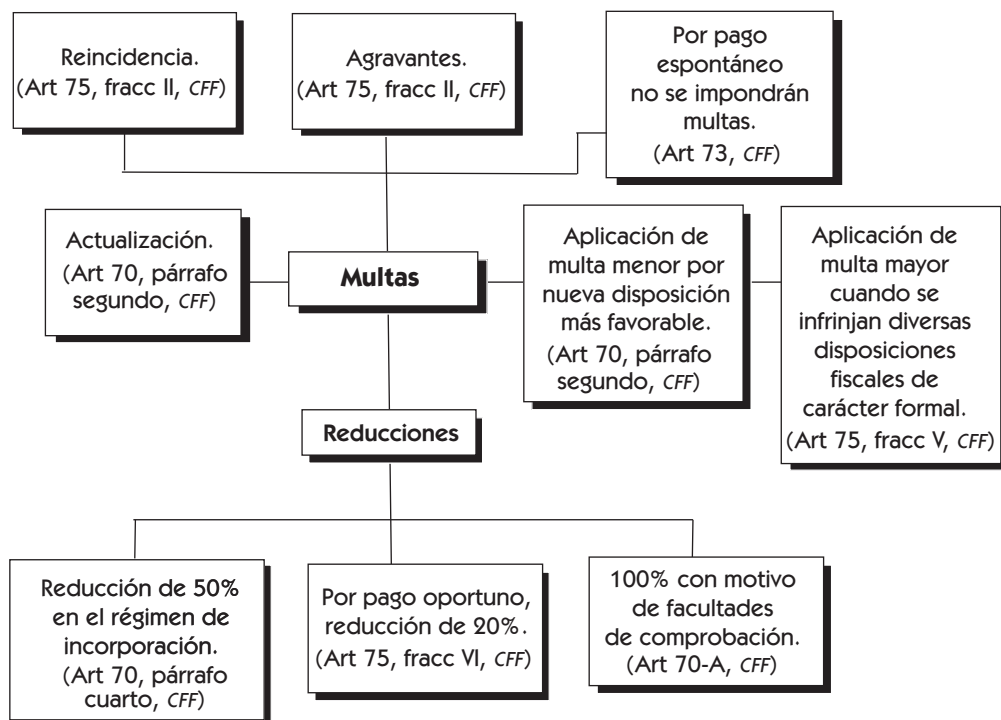 Reincidencia.
(Art 75, fracc II, CFF)
Agravantes.
(Art 75, fracc II, CFF)
Por pago
espontáneo
no se impondrán
multas.
(Art 73, CFF)
Actualización.
(Art 70, párrafo
segundo, CFF)
Multas
Aplicación de
multa menor por
nueva disposición
más favorable.
(Art 70, párrafo
segundo, CFF)
Aplicación de
multa mayor
cuando se
infrinjan diversas
disposiciones
fiscales de
carácter formal.
(Art 75, fracc V, CFF)
Reducciones
Reducción de 50%
en el régimen de
incorporación.
(Art 70, párrafo
cuarto, CFF)
Por pago oportuno,
reducción de 20%.
(Art 75, fracc VI, CFF)
100% con motivo
de facultades
de comprobación.
(Art 70-A, CFF)